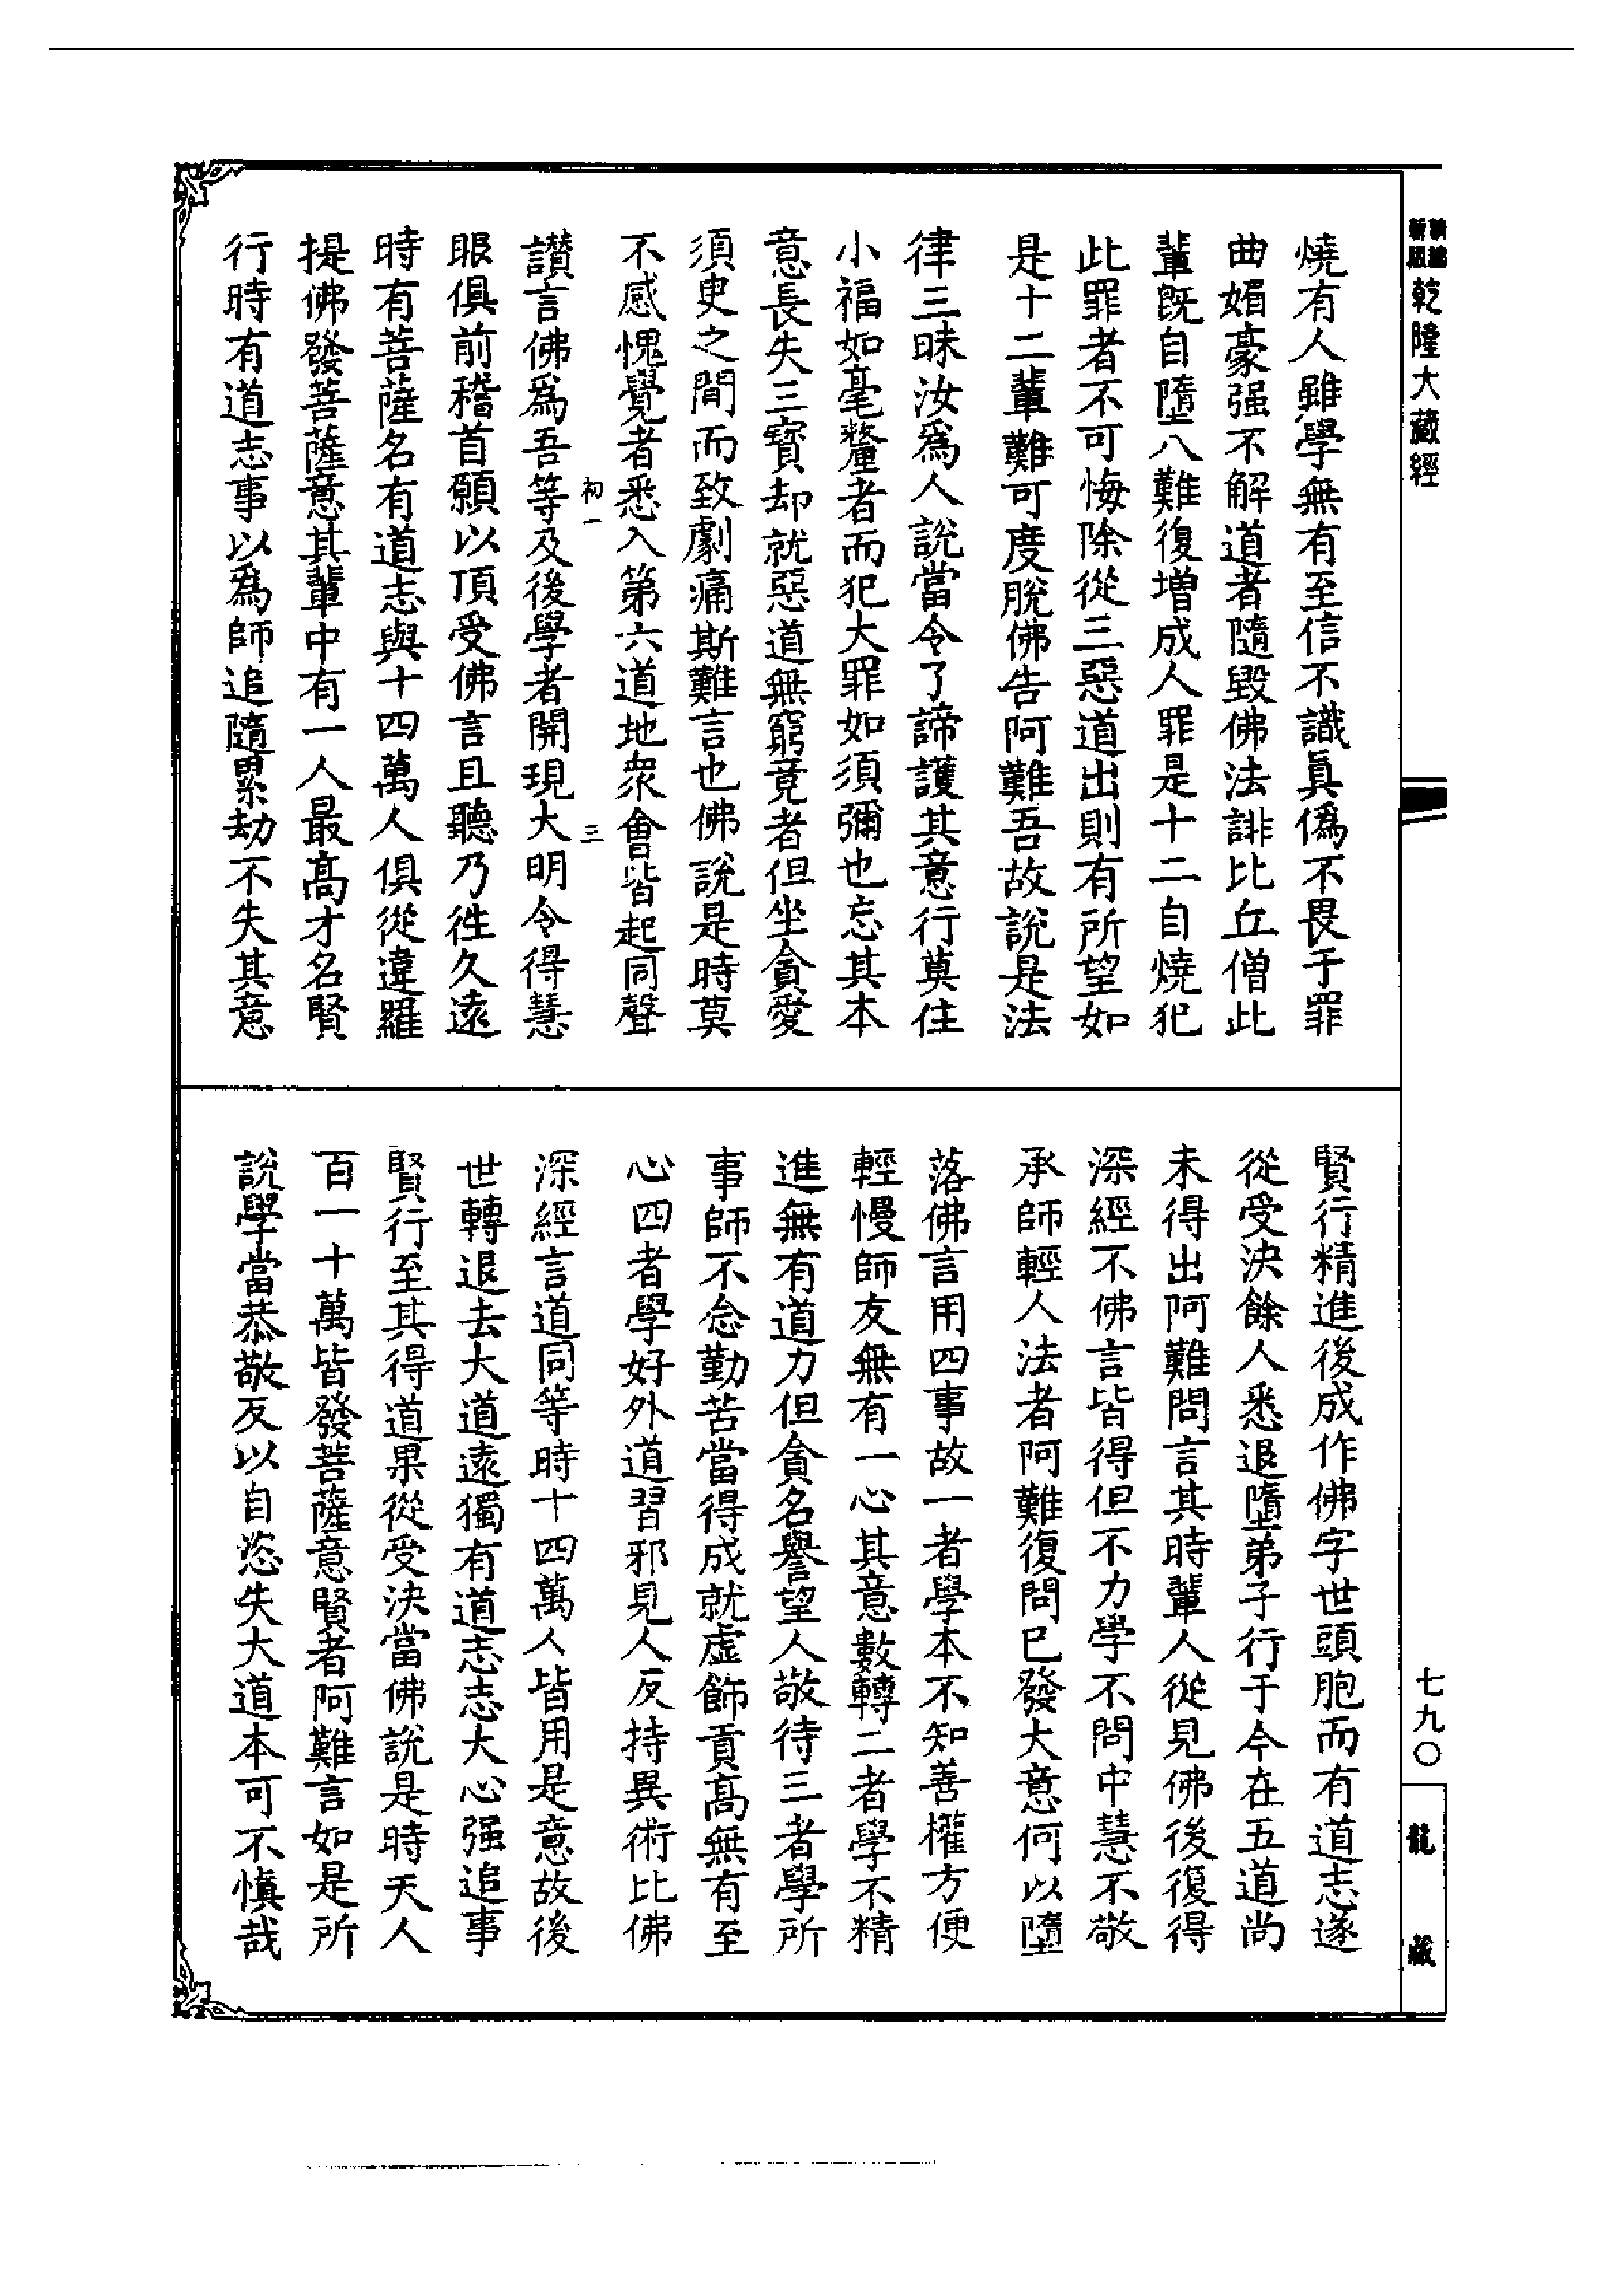 乾隆大藏經
燒有人雖學無有至信不識眞僞不畏于罪
曲媚豪强不解道者隨毀佛法誹比丘僧此
輩旣自墮八難復增成人罪是十二自燒犯
此罪者不可悔除從三惡道出則有所望如
是十二輩難可度脫佛告阿難吾故說是法
律三昧汝爲人說當令了諦護其意行莫住
小福如毫釐者而犯大罪如須彌也忘其本
意長失三寶却就惡道無窮竟者但坐貪愛
須臾之間而致劇痛斯難言也佛說是時莫
不感愧覺者悉入第六道地衆會皆起同聲
初一
三
讃言佛爲吾等及後學者開現大明令得慧
眼俱前稽首願以頂受佛言且聽乃徃久遠
時有菩薩名有道志與十四萬人俱從違羅
提佛發菩薩意其輩中有一人最高才名賢
行時有道志事以爲師追隨累劫不失其意
賢行精進後成作佛字世頭胞而有道志遂
從受決餘人悉退墮弟子行于今在五道尚
未得出阿難問言其時輩人從見佛後復得
深經不佛言皆得但不力學不問中慧不敬
承師輕人法者阿難復問已發大意何以墮
落佛言用四事故一者學本不知善權方便
輕慢師友無有一心其意數轉二者學不精
進無有道力但貪名譽望人敬待三者學所
事師不念勤苦當得成就虛飾貢高無有至
心四者學好外道習邪見人反持異術比佛
深經言道同等時十四萬人皆用是意故後
世轉退去大道遠獨有道志志大心强追事
賢行至其得道果從受決當佛說是時天人
百一十萬皆發菩薩意賢者阿難言如是所
說學當恭敬反以自恣失大道本可不愼哉
七九〇
龍藏